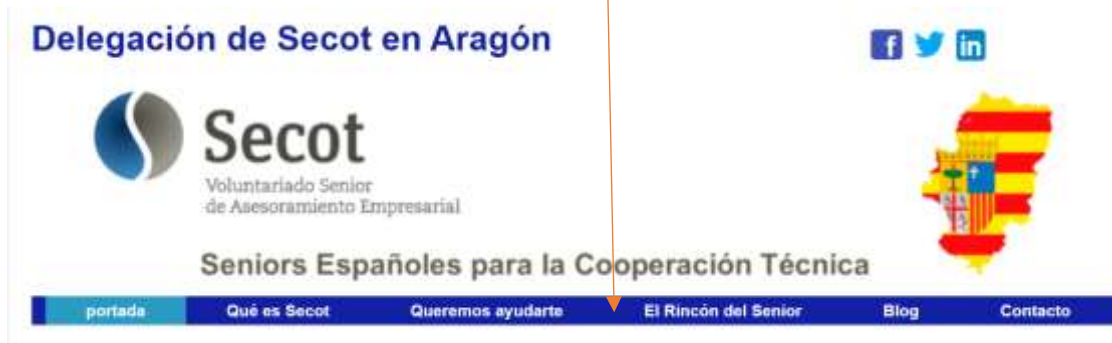 Delegación de Secot en Aragón
Secot
Voluntariado Senior
de Asesoramiento Empresarial
Seniors Españoles para la Cooperación Técnica
portada Qué es Secot Queremos ayudarte El Rincón del Senior Blog Contacto